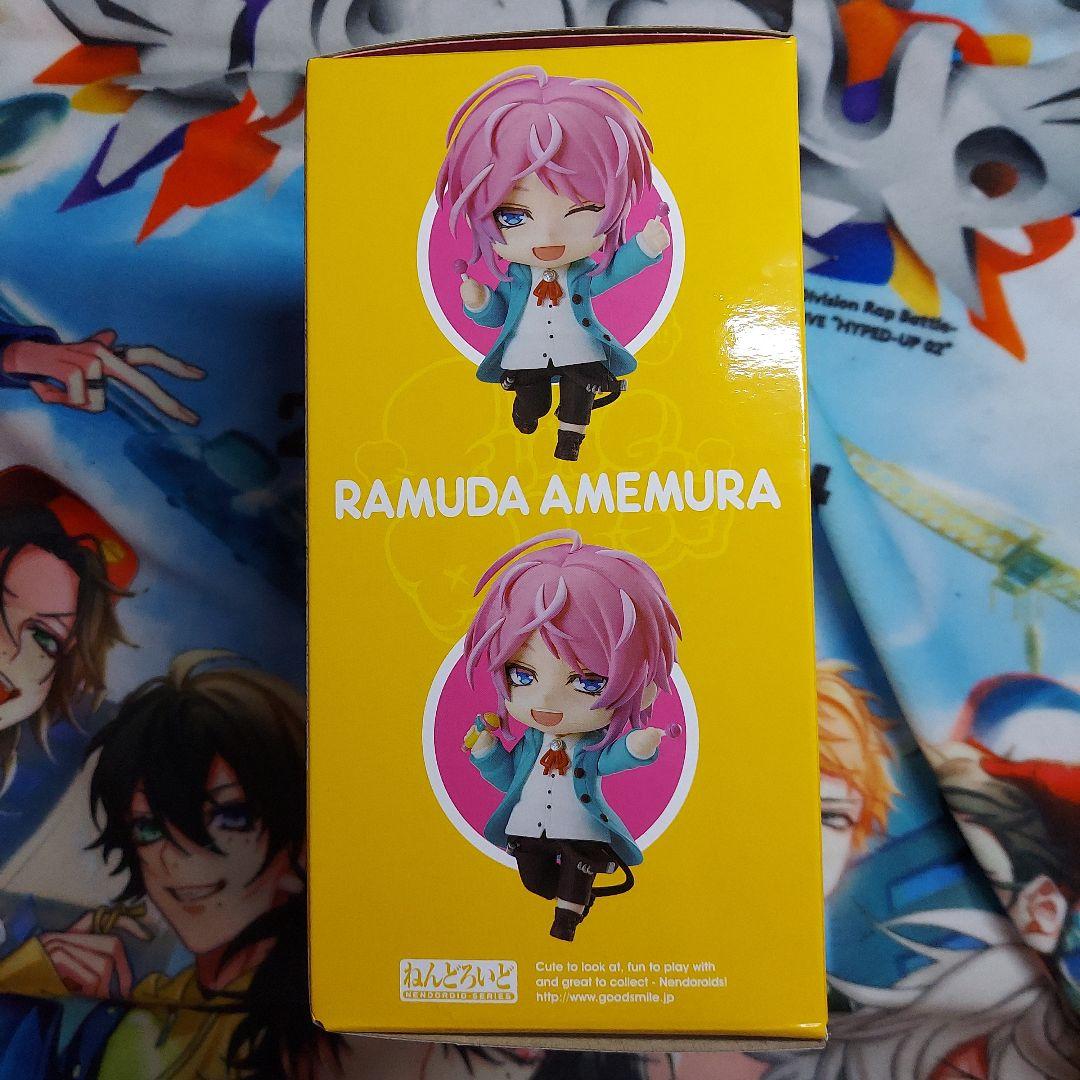 Division Rap Battle-
"HYPED-UP 02"
RAMUDA AMEMURA
ねんどろいど
NENDOROID SERIES
Cute to look at, fun to play with
and great to collect - Nendoroids!
http://www.goodsmile.jp